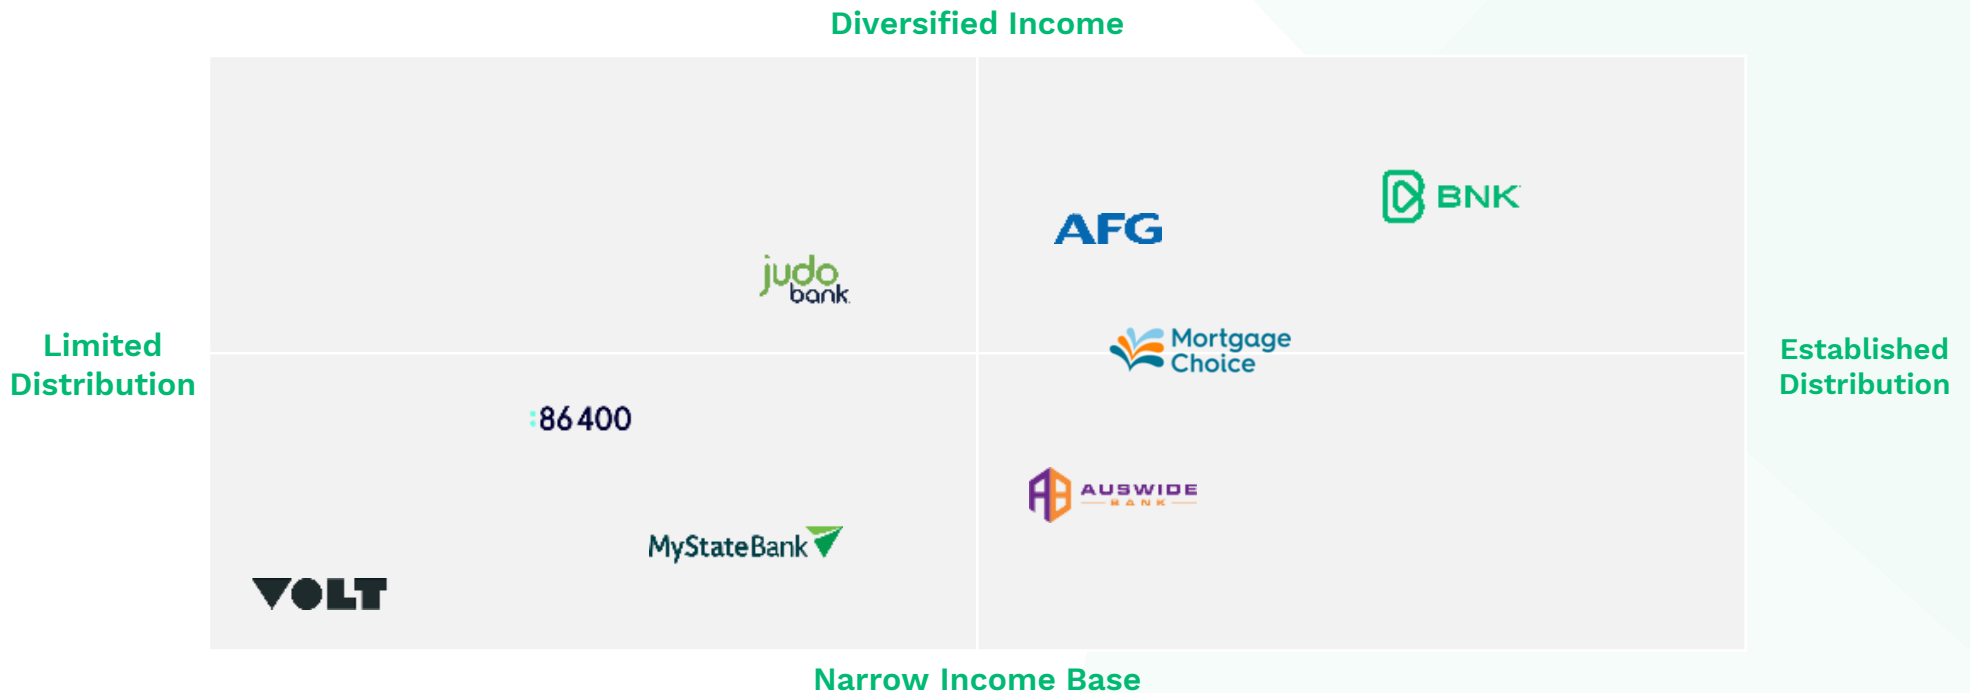 Diversified Income
BNK
AFG
judo
bank
Limited
Distribution
Mortgage
Choice
Established
Distribution
:86 400
AUSWIDE
BANK
MyStateBank
VOLT
Narrow Income Base